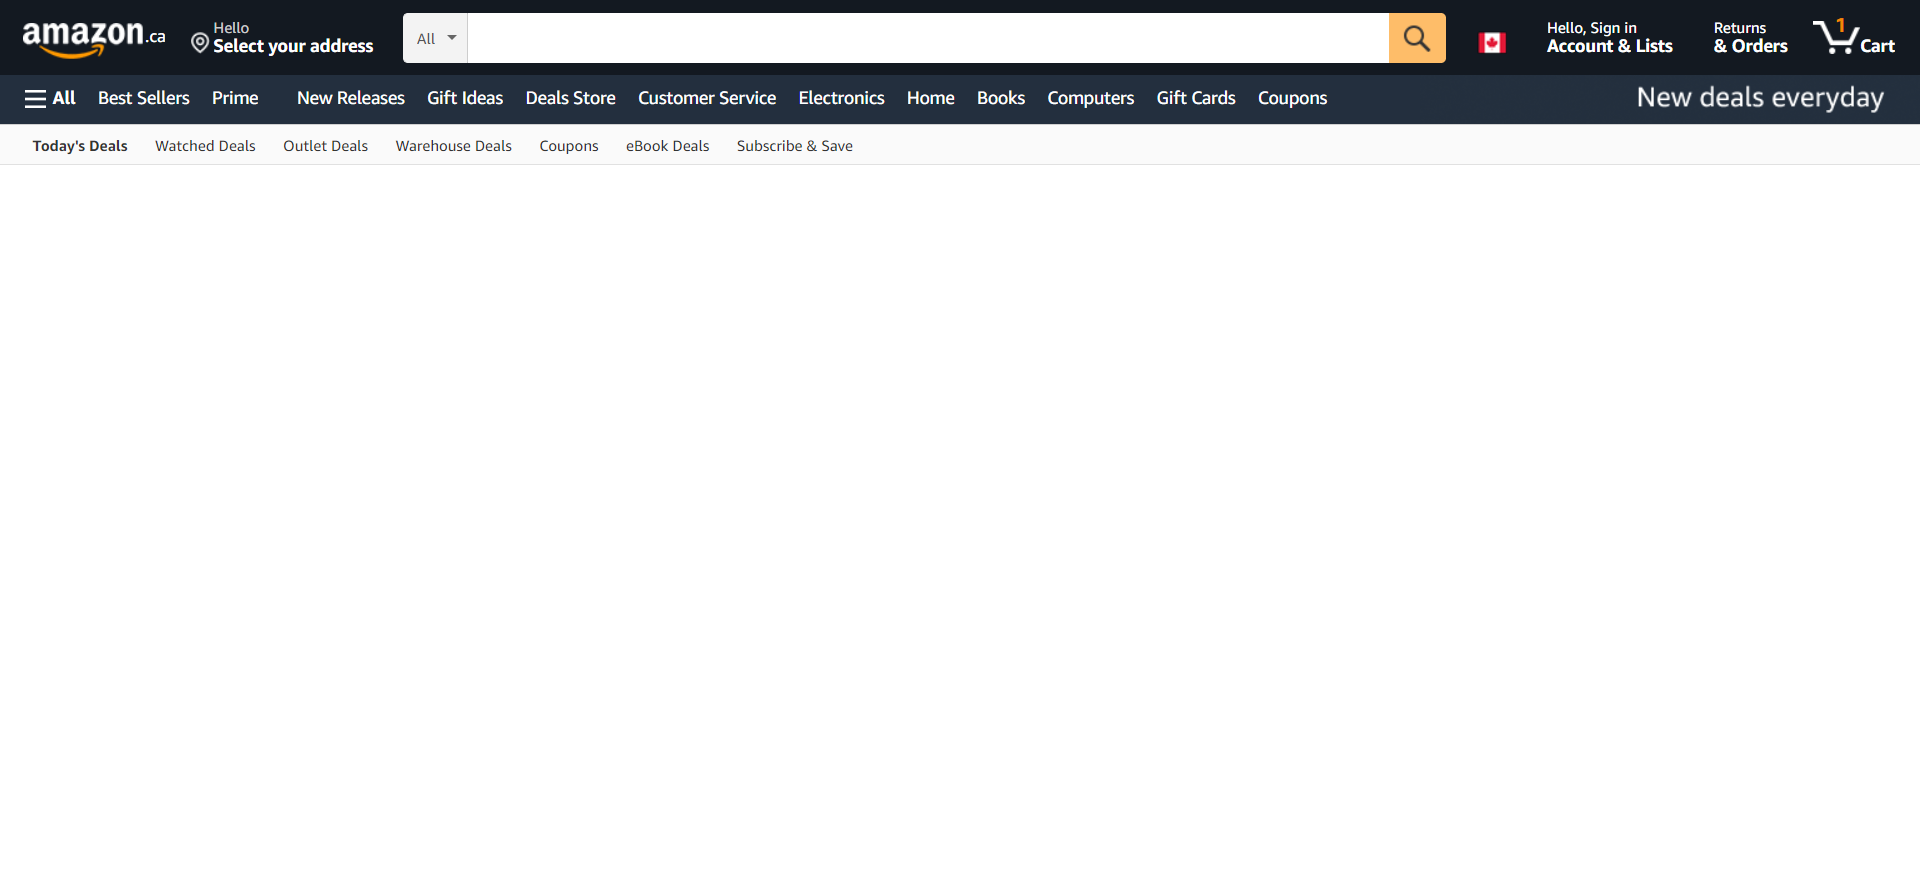 amazon.ca
Hello
Select your address
All
Hello, Sign in
Account & Lists
Returns
& Orders
1
Cart
All
Best Sellers
Prime
New Releases
Gift Ideas
Deals Store
Customer Service
Electronics
Home
Books
Computers
Gift Cards
Coupons
New deals everyday
Today's Deals
Watched Deals
Outlet Deals
Warehouse Deals
Coupons
eBook Deals
Subscribe & Save